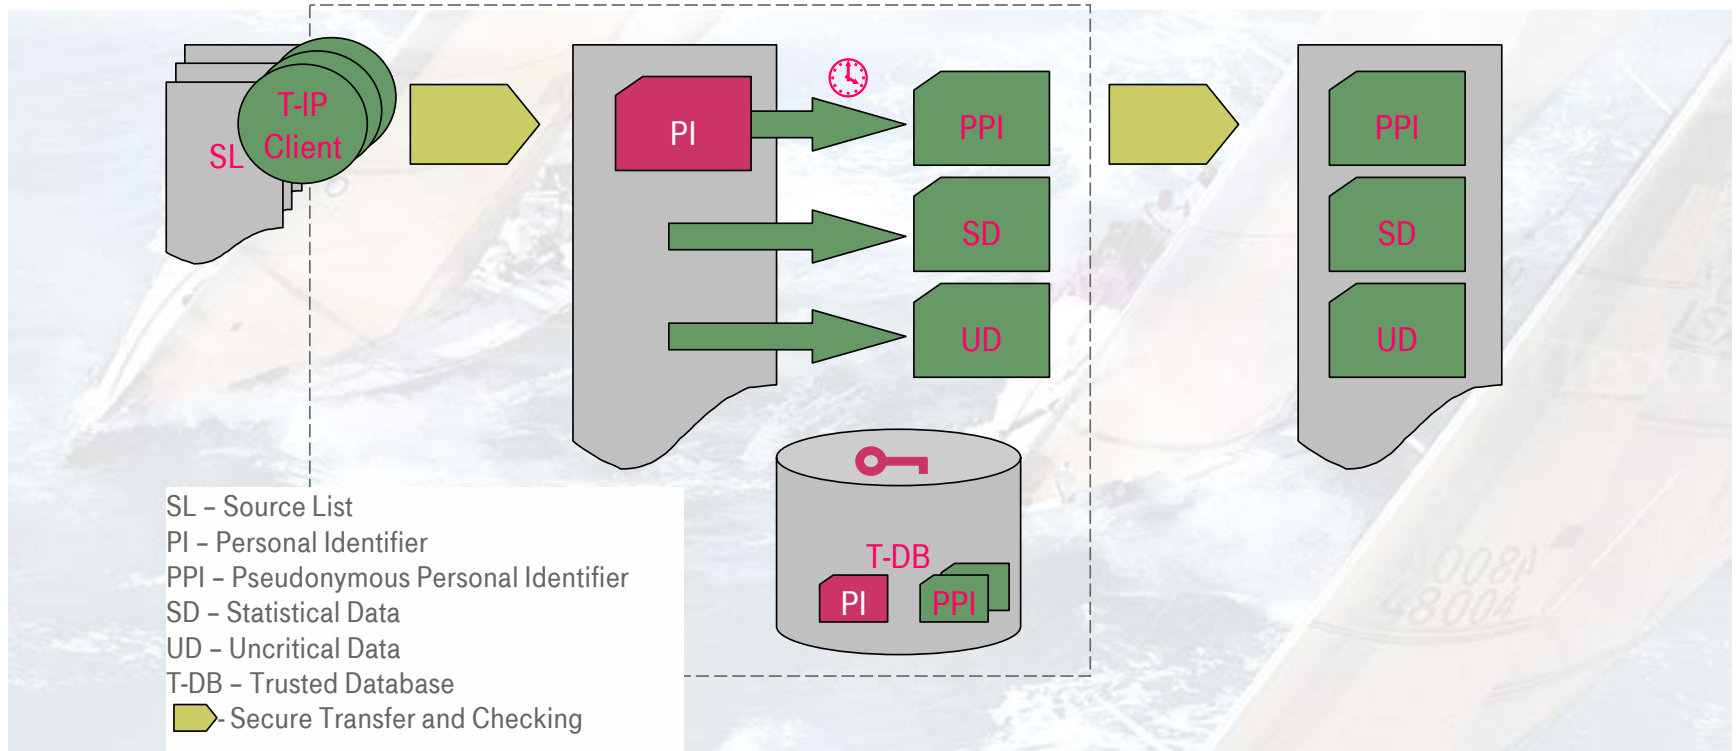 T-IP
Client
SL
PI
PPI
SD
UD
PPI
SD
UD
T-DB
PI
PPI
SL – Source List
PI – Personal Identifier
PPI – Pseudonymous Personal Identifier
SD – Statistical Data
UD – Uncritical Data
T-DB – Trusted Database
- Secure Transfer and Checking
48004